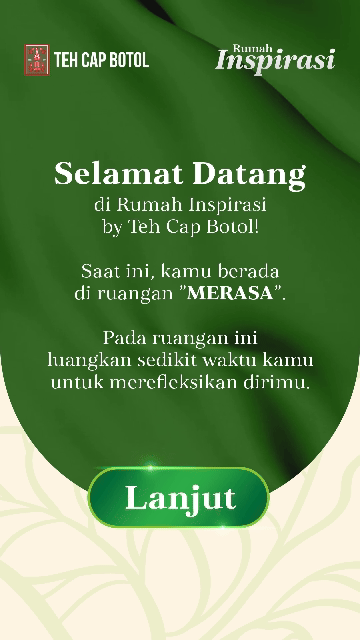 TEH CAP BOTOL
Rumah
Inspirasi
Selamat Datang
di Rumah Inspirasi
by Teh Cap Botol!
Saat ini, kamu berada
di ruangan "MERASA".
Pada ruangan ini
luangkan sedikit waktu kamu
untuk merefleksikan dirimu.
Lanjut